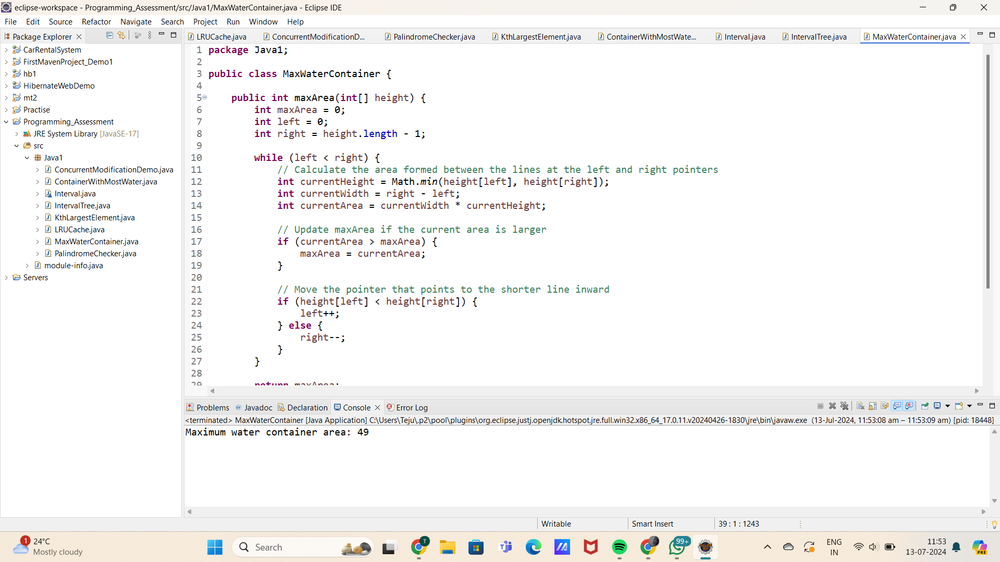 eclipse-workspace - Programming_Assessment/src/Java1/MaxWaterContainer.java - Eclipse IDE
File Edit Source Refactor Navigate Search Project Run Window Help
Package Explorer
CarRentalSystem
FirstMavenProject_Demo1
hb1
HibernateWebDemo
mt2
Practise
Programming_Assessment
JRE System Library [JavaSE-17]
src
Java1
ConcurrentModificationDemo.java
ContainerWithMostWater.java
Interval.java
IntervalTree.java
KthLargestElement.java
LRUCache.java
MaxWaterContainer.java
PalindromeChecker.java
module-info.java
Servers
LRUCache.java ConcurrentModificationD... PalindromeChecker.java KthLargestElement.java ContainerWithMostWate... Interval.java IntervalTree.java MaxWaterContainer.java
1 package Java1;
2
3 public class MaxWaterContainer {
4
5 public int maxArea(int[] height) {
6 int maxArea = 0;
7 int left = 0;
8 int right = height.length - 1;
9
10 while (left < right) {
11 // Calculate the area formed between the lines at the left and right pointers
12 int currentHeight = Math.min(height[left], height[right]);
13 int currentWidth = right - left;
14 int currentArea = currentWidth * currentHeight;
15
16 // Update maxArea if the current area is larger
17 if (currentArea > maxArea) {
18 maxArea = currentArea;
19 }
20
21 // Move the pointer that points to the shorter line inward
22 if (height[left] < height[right]) {
23 left++;
24 } else {
25 right--;
26 }
27 }
28
29 return maxArea;
Problems Javadoc Declaration Console Error Log
<terminated> MaxWaterContainer [Java Application] C:\Users\Teju\.p2\pool\plugins\org.eclipse.justj.openjdk.hotspot.jre.full.win32.x86_64_17.0.11.v20240426-1830\jre\bin\javaw.exe (13-Jul-2024, 11:53:08 am – 11:53:09 am) [pid: 18448]
Maximum water container area: 49
Writable Smart Insert 39 : 1 : 1243
1
24°C
Mostly cloudy
Search
T
99+
ENG
IN
11:53
13-07-2024
PRE